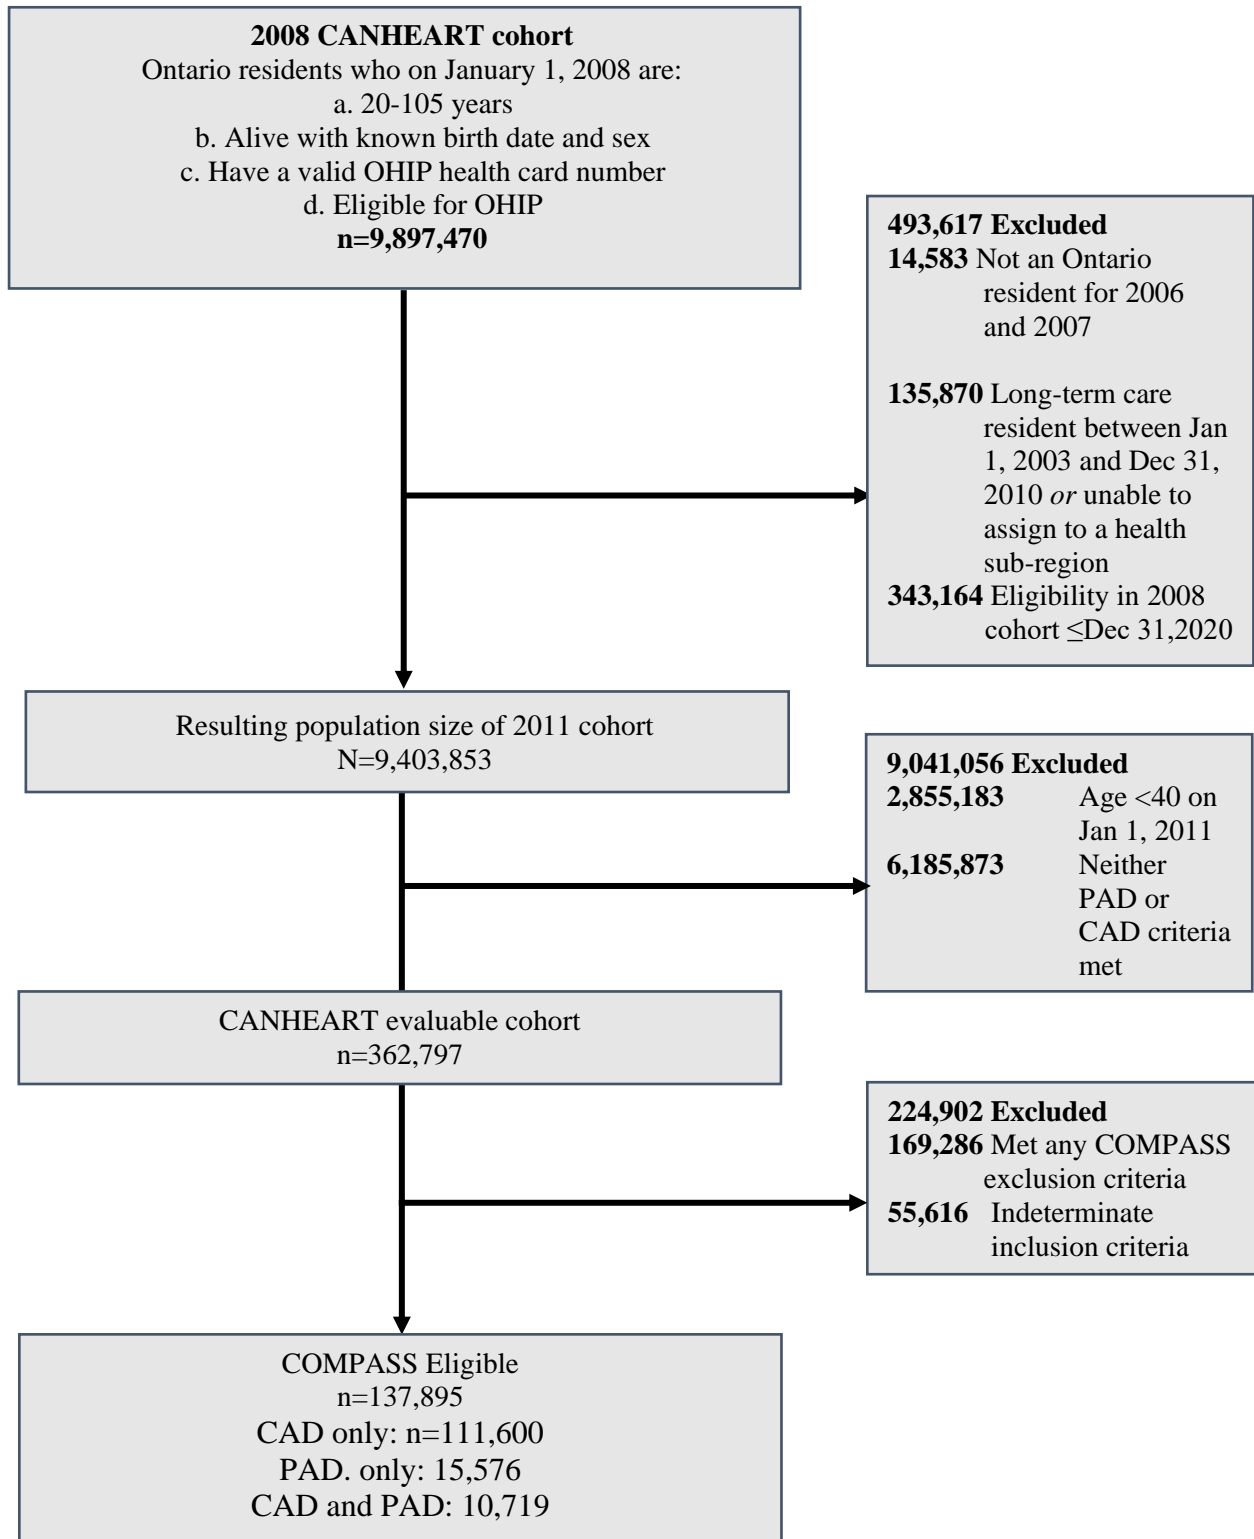 2008 CANHEART cohort
Ontario residents who on January 1, 2008 are:
a. 20-105 years
b. Alive with known birth date and sex
c. Have a valid OHIP health card number
d. Eligible for OHIP
n=9,897,470
493,617 Excluded
14,583 Not an Ontario
resident for 2006
and 2007
135,870 Long-term care
resident between Jan
1, 2003 and Dec 31,
2010 or unable to
assign to a health
sub-region
343,164 Eligibility in 2008
cohort ≤Dec 31,2020
Resulting population size of 2011 cohort
N=9,403,853
9,041,056 Excluded
2,855,183 Age <40 on
Jan 1, 2011
6,185,873 Neither
PAD or
CAD criteria
met
CANHEART evaluable cohort
n=362,797
224,902 Excluded
169,286 Met any COMPASS
exclusion criteria
55,616 Indeterminate
inclusion criteria
COMPASS Eligible
n=137,895
CAD only: n=111,600
PAD. only: 15,576
CAD and PAD: 10,719